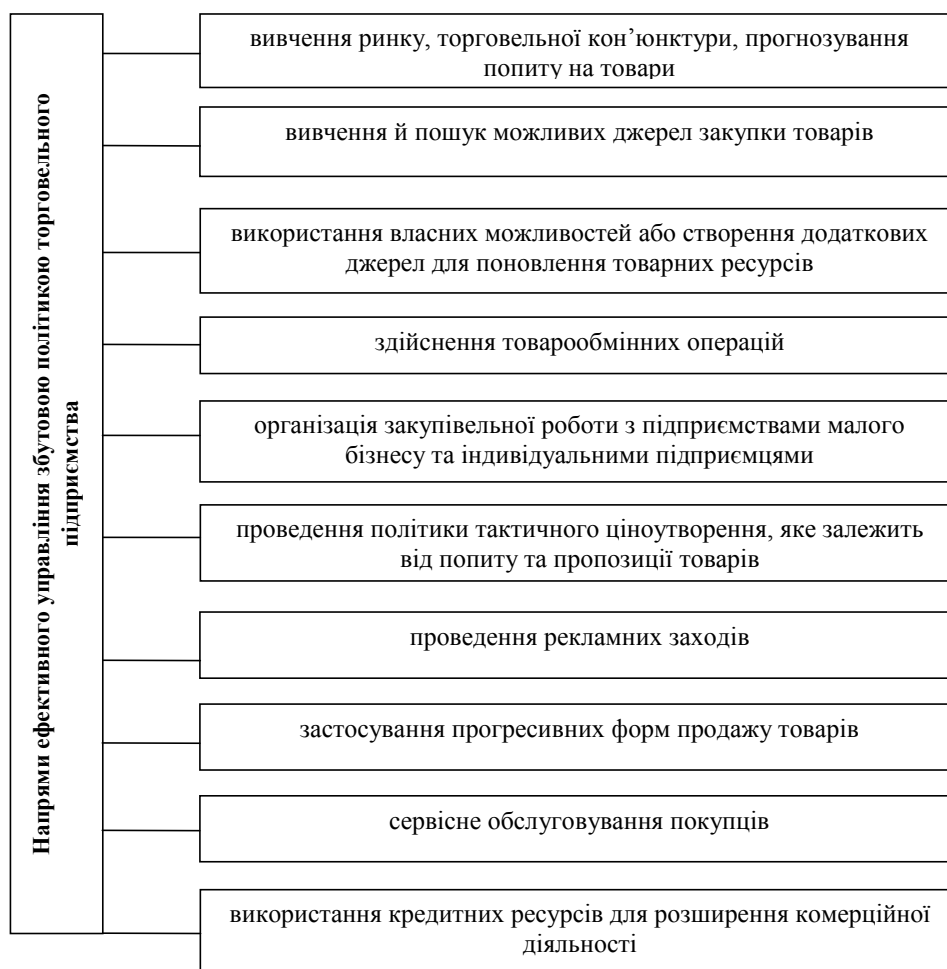 Напрями ефективного управління збутовою політикою торговельного
підприємства
вивчення ринку, торговельної кон’юнктури, прогнозування
попиту на товари
вивчення й пошук можливих джерел закупки товарів
використання власних можливостей або створення додаткових
джерел для поновлення товарних ресурсів
здійснення товарообмінних операцій
організація закупівельної роботи з підприємствами малого
бізнесу та індивідуальними підприємцями
проведення політики тактичного ціноутворення, яке залежить
від попиту та пропозиції товарів
проведення рекламних заходів
застосування прогресивних форм продажу товарів
сервісне обслуговування покупців
використання кредитних ресурсів для розширення комерційної
діяльності